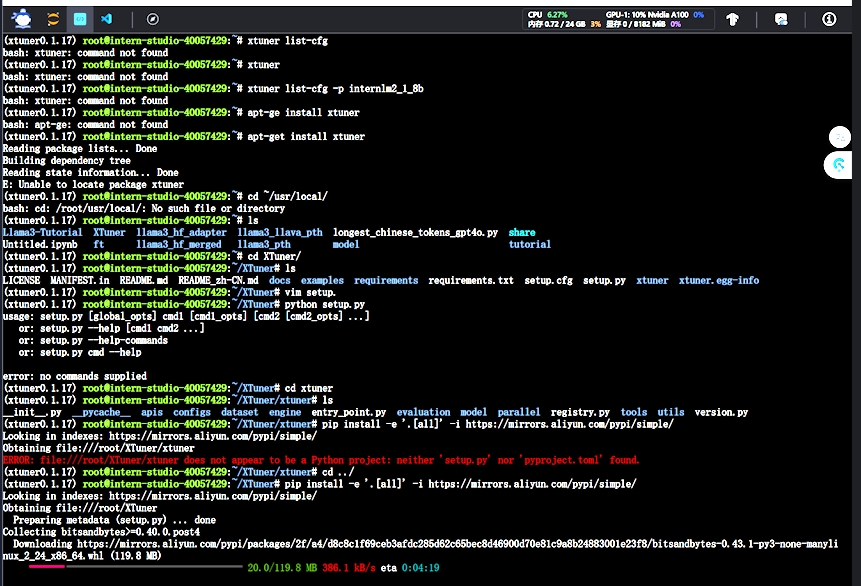 CPU 6.27%
GPU-1: 10% Nvidia A100 0%
内存 0.72 / 24 GB 3%
显存 0 / 8182 MiB 0%
(xtuner0.1.17) root@intern-studio-40057429:~# xtuner list-cfg
bash: xtuner: command not found
(xtuner0.1.17) root@intern-studio-40057429:~# xtuner
bash: xtuner: command not found
(xtuner0.1.17) root@intern-studio-40057429:~# xtuner list-cfg -p internlm2_1_8b
bash: xtuner: command not found
(xtuner0.1.17) root@intern-studio-40057429:~# apt-ge install xtuner
bash: apt-ge: command not found
(xtuner0.1.17) root@intern-studio-40057429:~# apt-get install xtuner
Reading package lists... Done
Building dependency tree
Reading state information... Done
E: Unable to locate package xtuner
(xtuner0.1.17) root@intern-studio-40057429:~# cd ~/usr/local/
bash: cd: /root/usr/local/: No such file or directory
(xtuner0.1.17) root@intern-studio-40057429:~# ls
Llama3-Tutorial XTuner llama3_hf_adapter llama3_llava_pth longest_chinese_tokens_gpt4o.py share
Untitled.ipynb ft llama3_hf_merged llama3_pth model tutorial
(xtuner0.1.17) root@intern-studio-40057429:~# cd XTuner/
(xtuner0.1.17) root@intern-studio-40057429:~/XTuner# ls
LICENSE MANIFEST.in README.md README_zh-CN.md docs examples requirements requirements.txt setup.cfg setup.py xtuner xtuner.egg-info
(xtuner0.1.17) root@intern-studio-40057429:~/XTuner# vim setup.
(xtuner0.1.17) root@intern-studio-40057429:~/XTuner# python setup.py
usage: setup.py [global_opts] cmd1 [cmd1_opts] [cmd2 [cmd2_opts] ...]
or: setup.py --help [cmd1 cmd2 ...]
or: setup.py --help-commands
or: setup.py cmd --help
error: no commands supplied
(xtuner0.1.17) root@intern-studio-40057429:~/XTuner# cd xtuner
(xtuner0.1.17) root@intern-studio-40057429:~/XTuner/xtuner# ls
__init__.py __pycache__ apis configs dataset engine entry_point.py evaluation model parallel registry.py tools utils version.py
(xtuner0.1.17) root@intern-studio-40057429:~/XTuner/xtuner# pip install -e '.[all]' -i https://mirrors.aliyun.com/pypi/simple/
Looking in indexes: https://mirrors.aliyun.com/pypi/simple/
Obtaining file:///root/XTuner/xtuner
ERROR: file:///root/XTuner/xtuner does not appear to be a Python project: neither 'setup.py' nor 'pyproject.toml' found.
(xtuner0.1.17) root@intern-studio-40057429:~/XTuner/xtuner# cd ../
(xtuner0.1.17) root@intern-studio-40057429:~/XTuner# pip install -e '.[all]' -i https://mirrors.aliyun.com/pypi/simple/
Looking in indexes: https://mirrors.aliyun.com/pypi/simple/
Obtaining file:///root/XTuner
Preparing metadata (setup.py) ... done
Collecting bitsandbytes>=0.40.0.post4
Downloading https://mirrors.aliyun.com/pypi/packages/2f/a4/d8c8c1f69ceb3afdc285d62c65bec8d46900d70e81c9a8b24883001e23f8/bitsandbytes-0.43.1-py3-none-manyli
nux_2_24_x86_64.whl (119.8 MB)
20.0/119.8 MB 386.1 kB/s eta 0:04:19